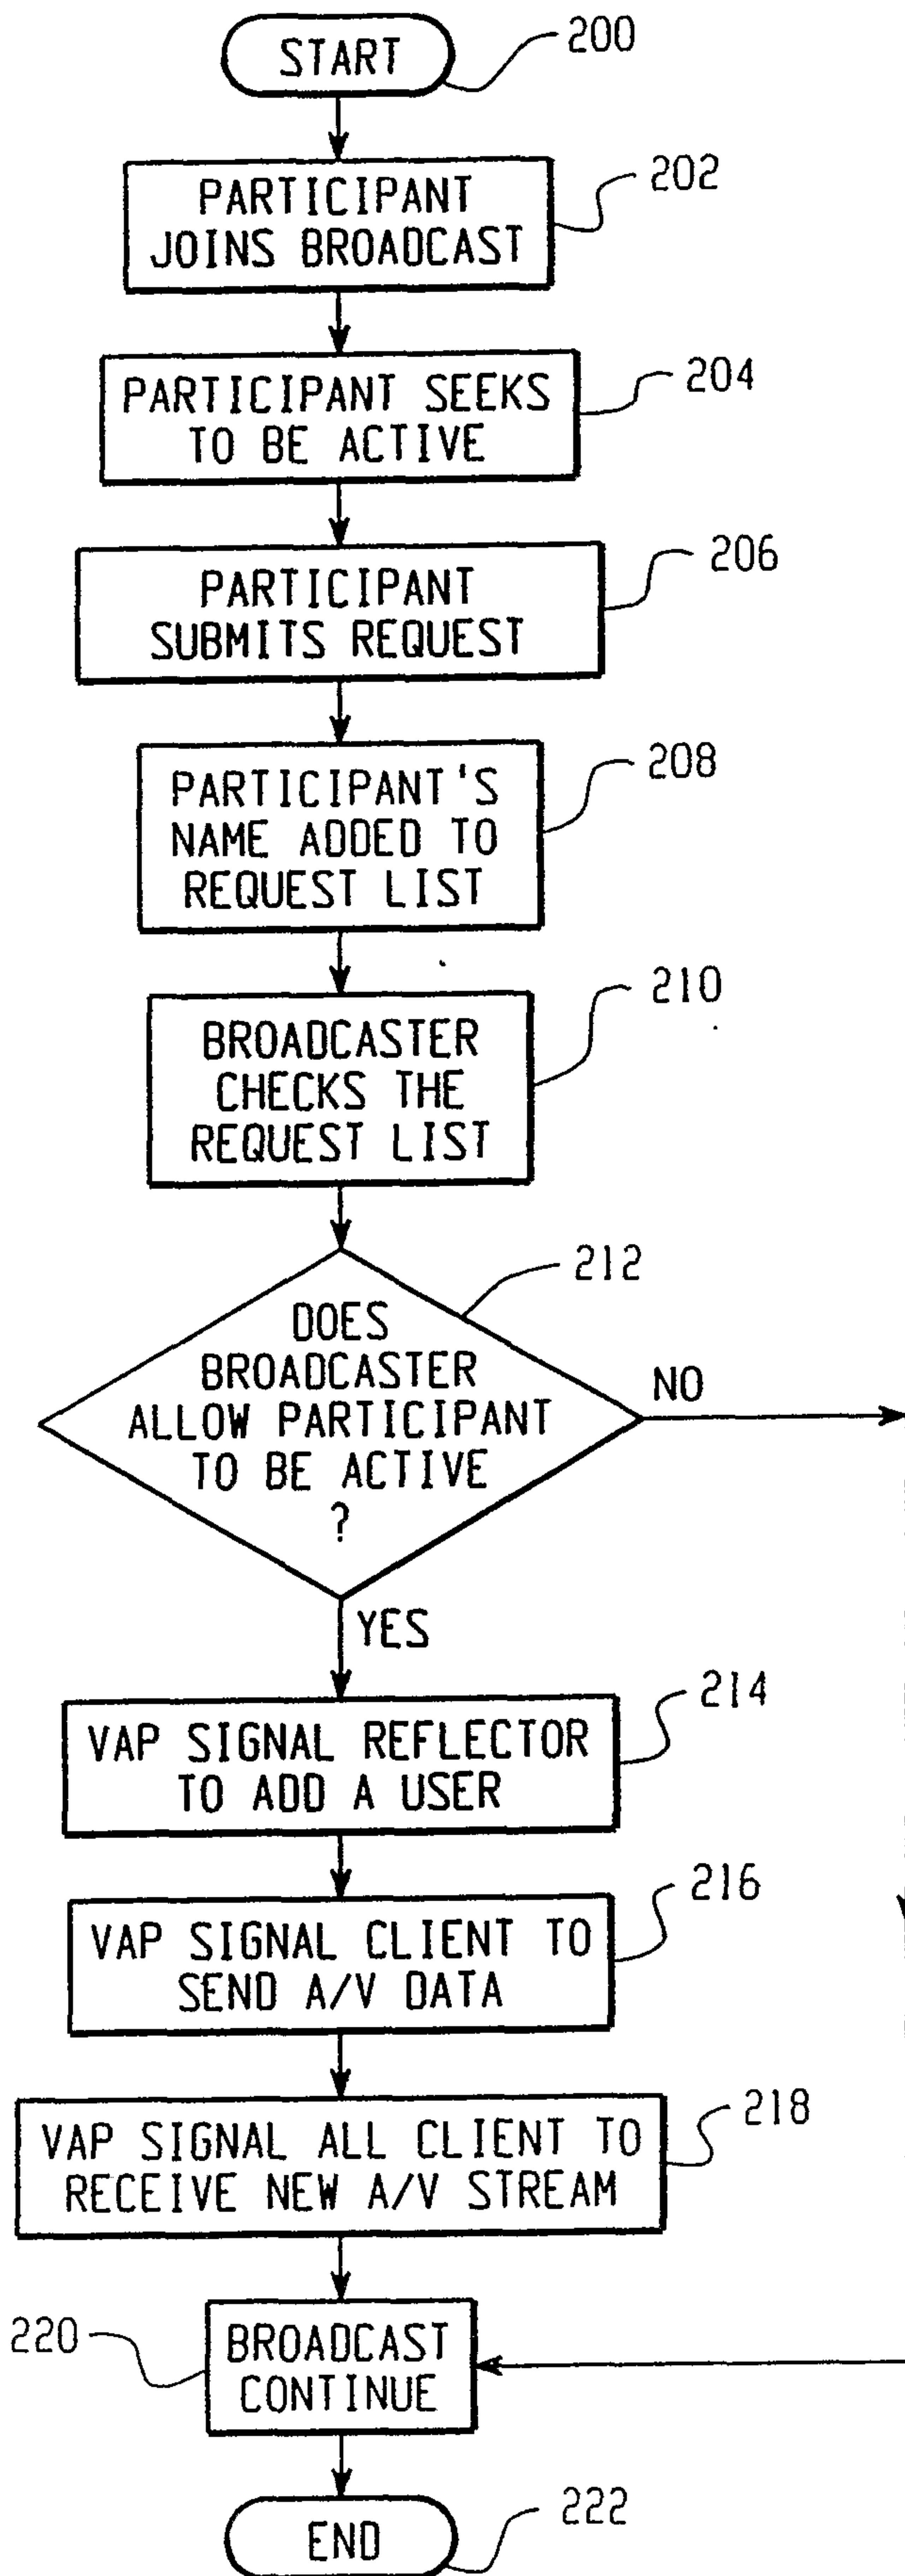 START
200
PARTICIPANT
JOINS BROADCAST
202
PARTICIPANT SEEKS
TO BE ACTIVE
204
PARTICIPANT
SUBMITS REQUEST
206
PARTICIPANT'S
NAME ADDED TO
REQUEST LIST
208
BROADCASTER
CHECKS THE
REQUEST LIST
210
DOES
BROADCASTER
ALLOW PARTICIPANT
TO BE ACTIVE
?
212
NO
YES
VAP SIGNAL REFLECTOR
TO ADD A USER
214
VAP SIGNAL CLIENT TO
SEND A/V DATA
216
VAP SIGNAL ALL CLIENT TO
RECEIVE NEW A/V STREAM
218
BROADCAST
CONTINUE
220
END
222